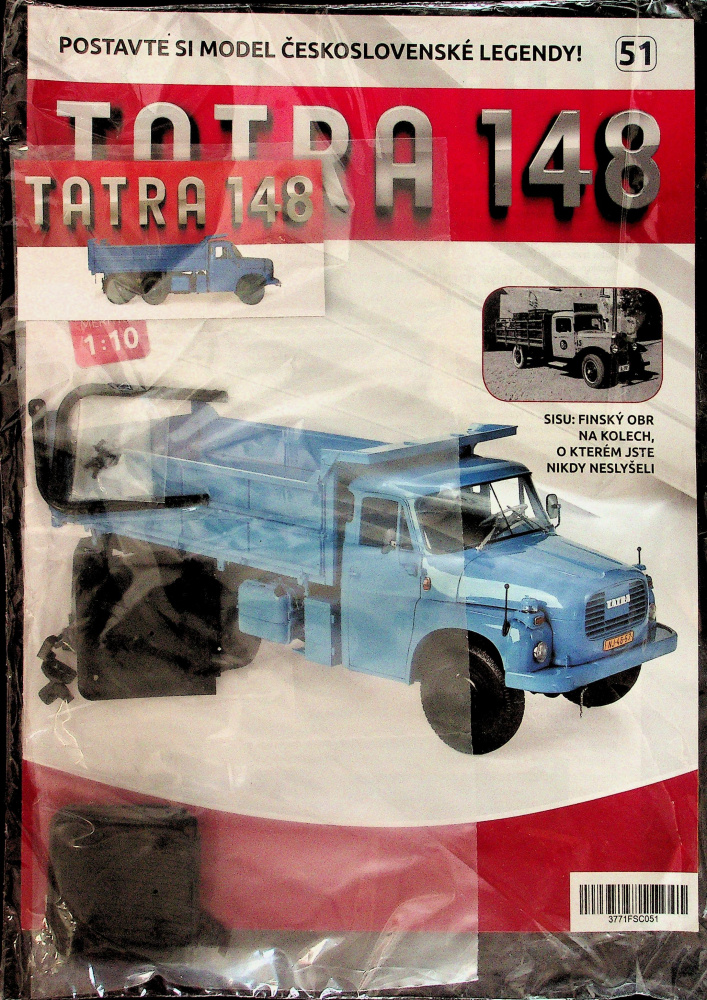 POSTAVTE SI MODEL ČESKOSLOVENSKÉ LEGENDY! 51
TATRA 148
TATRA 148
1:10
SISU: FINSKÝ OBR
NA KOLECH,
O KTERÉM JSTE
NIKDY NESLYŠELI
TATRA
3771FSC051